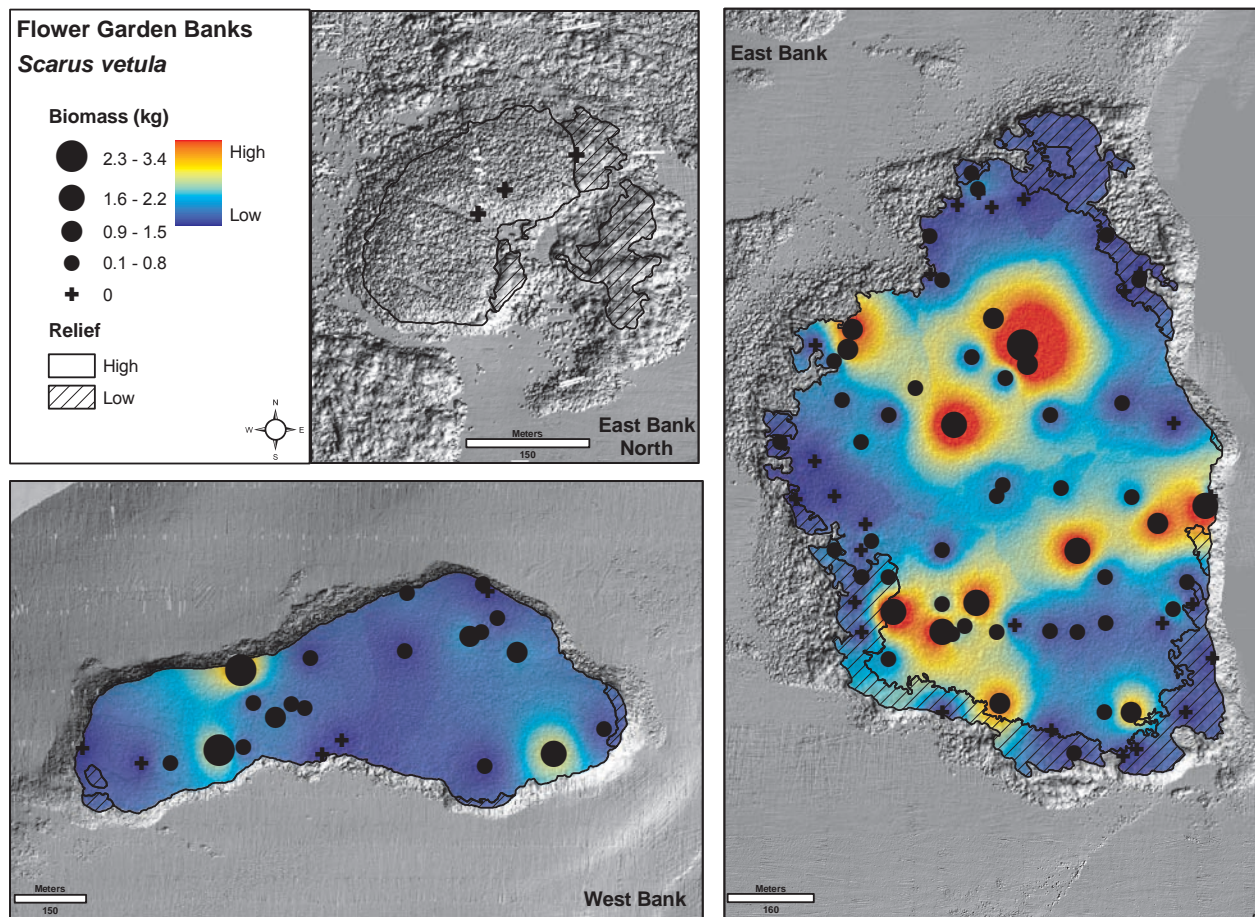 Flower Garden Banks
Scarus vetula
Biomass (kg)
2.3 - 3.4
1.6 - 2.2
0.9 - 1.5
0.1 - 0.8
0
High
Low
Relief
High
Low
N
W E
S
Meters
150
East Bank
North
East Bank
Meters
160
Meters
150
West Bank